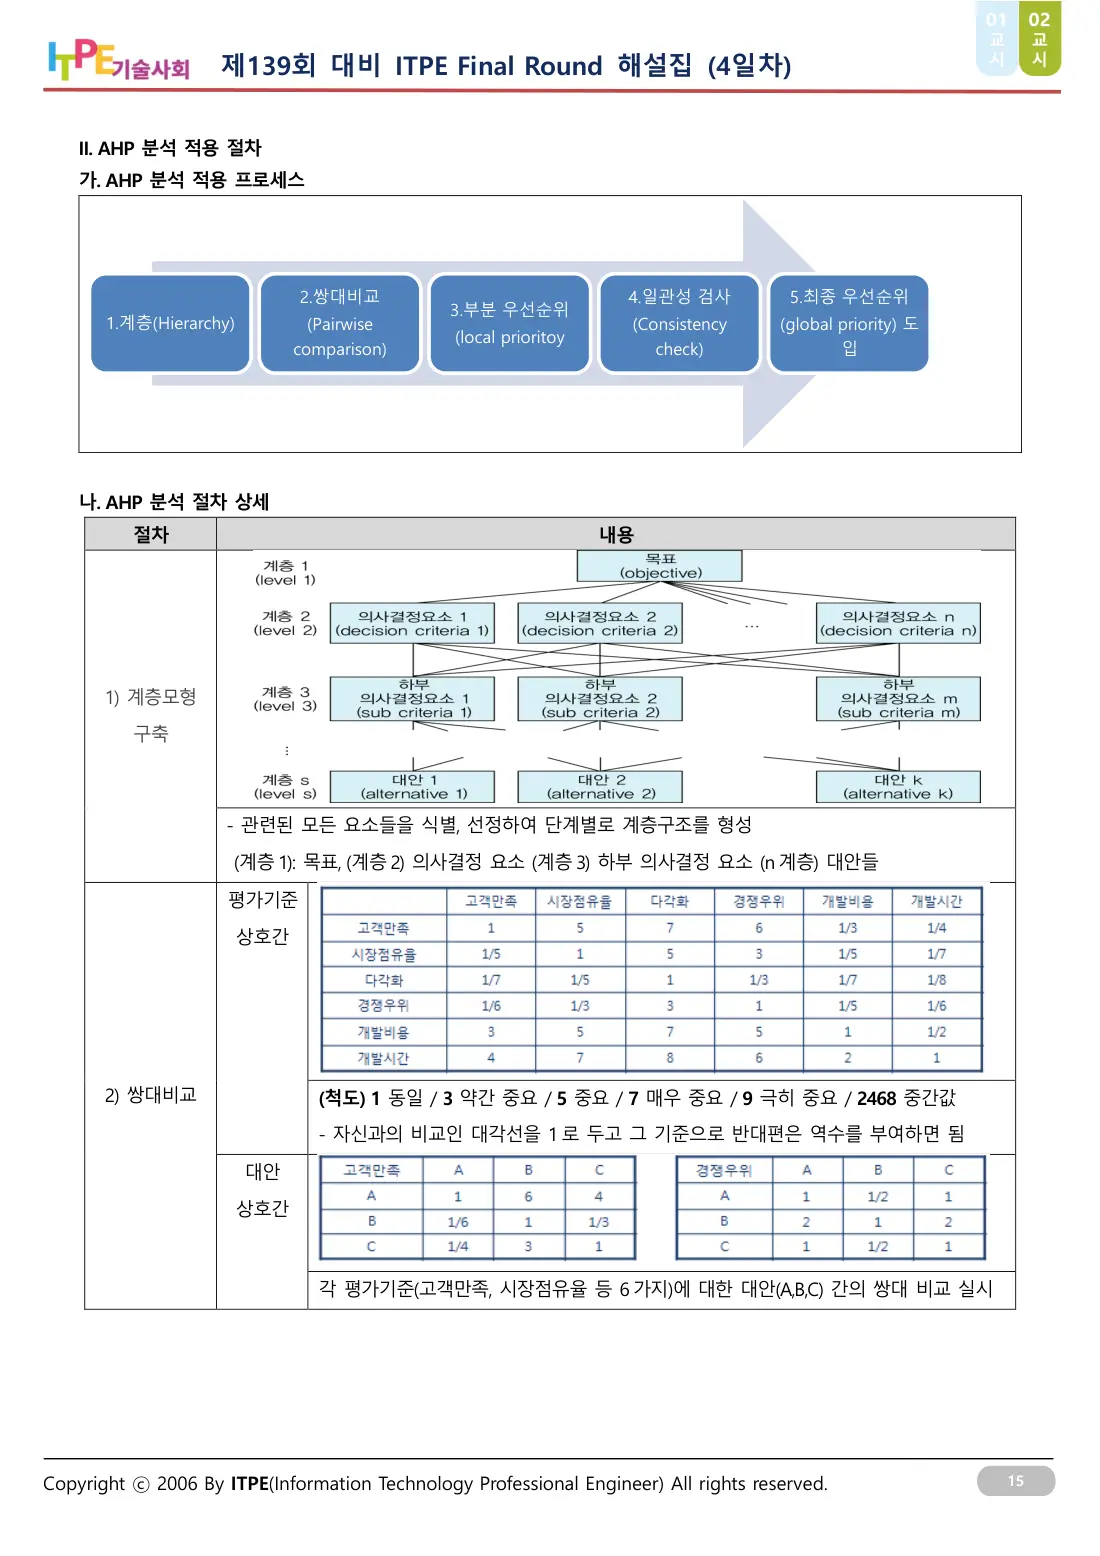 01
교
시
02
교
시
ITPE기술사회 제139회 대비 ITPE Final Round 해설집 (4일차)
II. AHP 분석 적용 절차
가. AHP 분석 적용 프로세스
1.계층(Hierarchy)
2.쌍대비교
(Pairwise
comparison)
3.부분 우선순위
(local prioritoy
4.일관성 검사
(Consistency
check)
5.최종 우선순위
(global priority) 도
입
나. AHP 분석 절차 상세
절차 내용
1) 계층모형
구축
계층 1
(level 1)
목표
(objective)
계층 2
(level 2)
의사결정요소 1
(decision criteria 1)
의사결정요소 2
(decision criteria 2)
...
의사결정요소 n
(decision criteria n)
계층 3
(level 3)
하부
의사결정요소 1
(sub criteria 1)
하부
의사결정요소 2
(sub criteria 2)
하부
의사결정요소 m
(sub criteria m)
⋮
계층 s
(level s)
대안 1
(alternative 1)
대안 2
(alternative 2)
대안 k
(alternative k)
- 관련된 모든 요소들을 식별, 선정하여 단계별로 계층구조를 형성
(계층 1): 목표, (계층 2) 의사결정 요소 (계층 3) 하부 의사결정 요소 (n 계층) 대안들
2) 쌍대비교
평가기준
상호간
고객만족 시장점유율 다각화 경쟁우위 개발비용 개발시간
고객만족 1 5 7 6 1/3 1/4
시장점유율 1/5 1 5 3 1/5 1/7
다각화 1/7 1/5 1 1/3 1/7 1/8
경쟁우위 1/6 1/3 3 1 1/5 1/6
개발비용 3 5 7 5 1 1/2
개발시간 4 7 8 6 2 1
(척도) 1 동일 / 3 약간 중요 / 5 중요 / 7 매우 중요 / 9 극히 중요 / 2468 중간값
- 자신과의 비교인 대각선을 1로 두고 그 기준으로 반대편은 역수를 부여하면 됨
대안
상호간
고객만족 A B C
A 1 6 4
B 1/6 1 1/3
C 1/4 3 1
경쟁우위 A B C
A 1 1/2 1
B 2 1 2
C 1 1/2 1
각 평가기준(고객만족, 시장점유율 등 6가지)에 대한 대안(A,B,C) 간의 쌍대 비교 실시
Copyright ⓒ 2006 By ITPE(Information Technology Professional Engineer) All rights reserved.
15